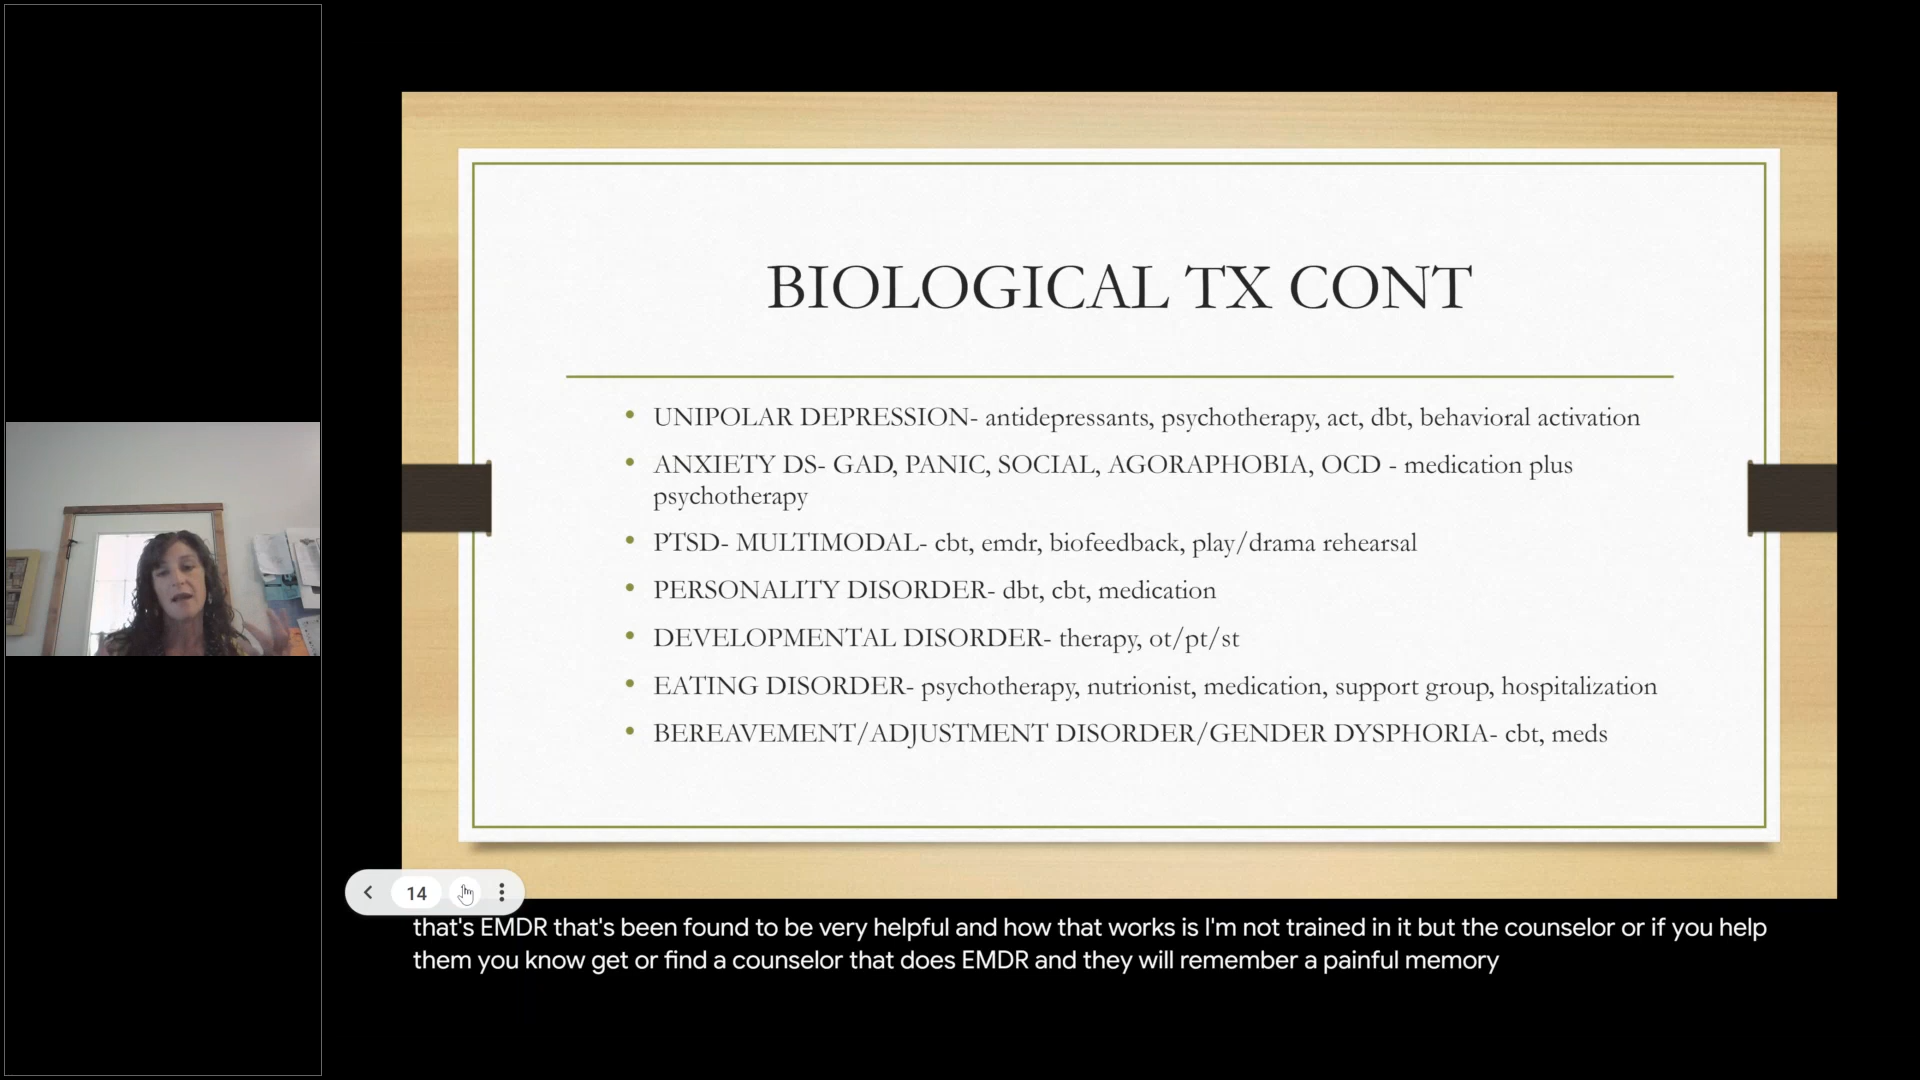 BIOLOGICAL TX CONT
• UNIPOLAR DEPRESSION- antidepressants, psychotherapy, act, dbt, behavioral activation
• ANXIETY DS- GAD, PANIC, SOCIAL, AGORAPHOBIA, OCD - medication plus
psychotherapy
• PTSD- MULTIMODAL- cbt, emdr, biofeedback, play/drama rehearsal
• PERSONALITY DISORDER- dbt, cbt, medication
• DEVELOPMENTAL DISORDER- therapy, ot/pt/st
• EATING DISORDER- psychotherapy, nutrionist, medication, support group, hospitalization
• BEREAVEMENT/ADJUSTMENT DISORDER/GENDER DYSPHORIA- cbt, meds
14
that's EMDR that's been found to be very helpful and how that works is I'm not trained in it but the counselor or if you help
them you know get or find a counselor that does EMDR and they will remember a painful memory